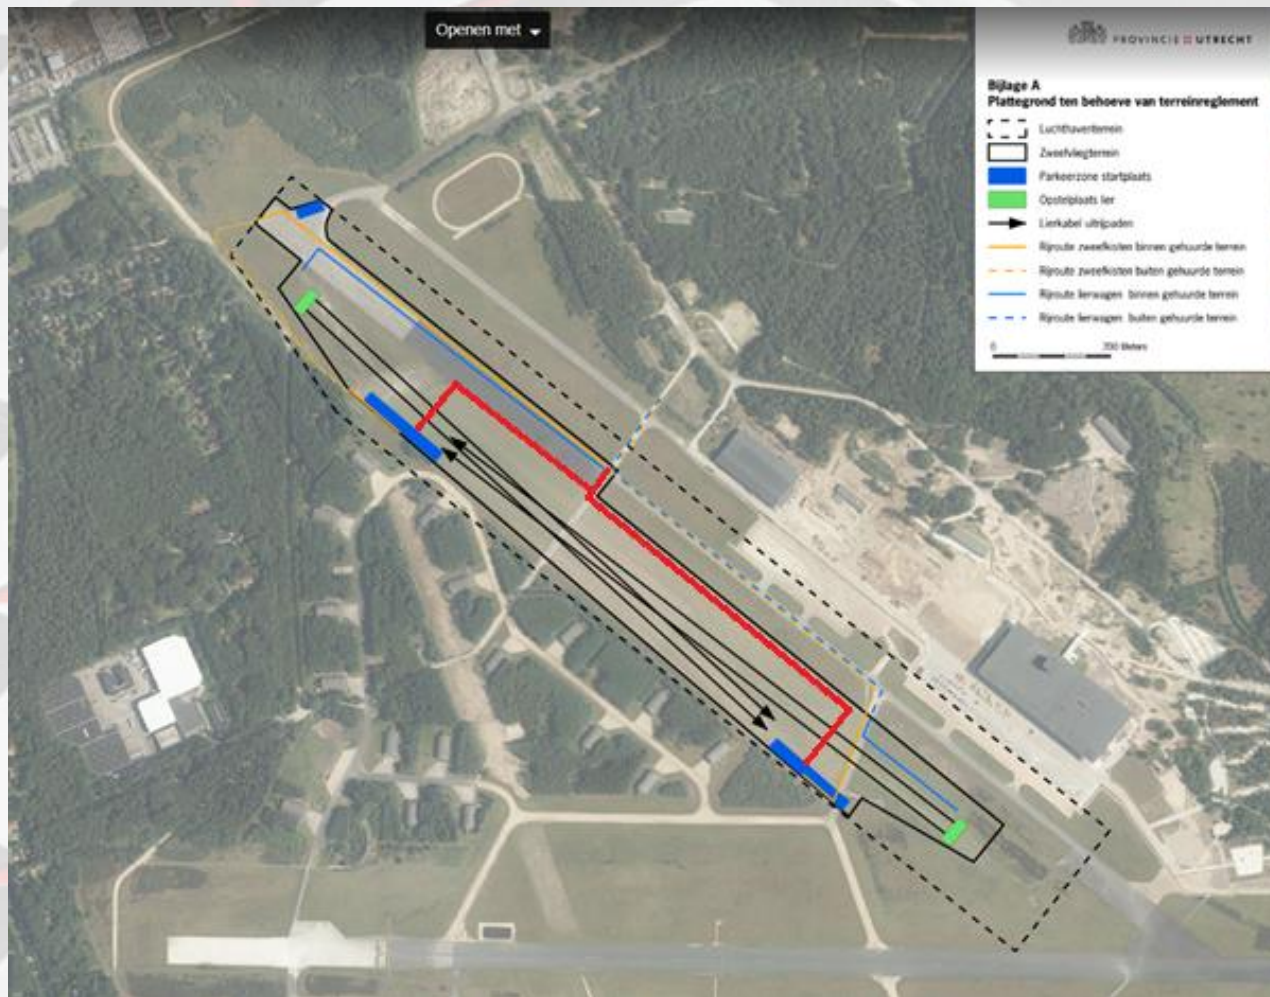 Openen met
PROVINCIE UTRECHT
Bijlage A
Plattegrond ten behoeve van terreinreglement
Luchthaventerrein
Zweefvliegterrein
Parkeerzone startplaats
Opstelplaats lier
Lierkabel uitrijpaden
Rijroute zweefkisten binnen gehuurde terrein
Rijroute zweefkisten buiten gehuurde terrein
Rijroute lierwagen binnen gehuurde terrein
Rijroute lierwagen buiten gehuurde terrein
0 200 Meters